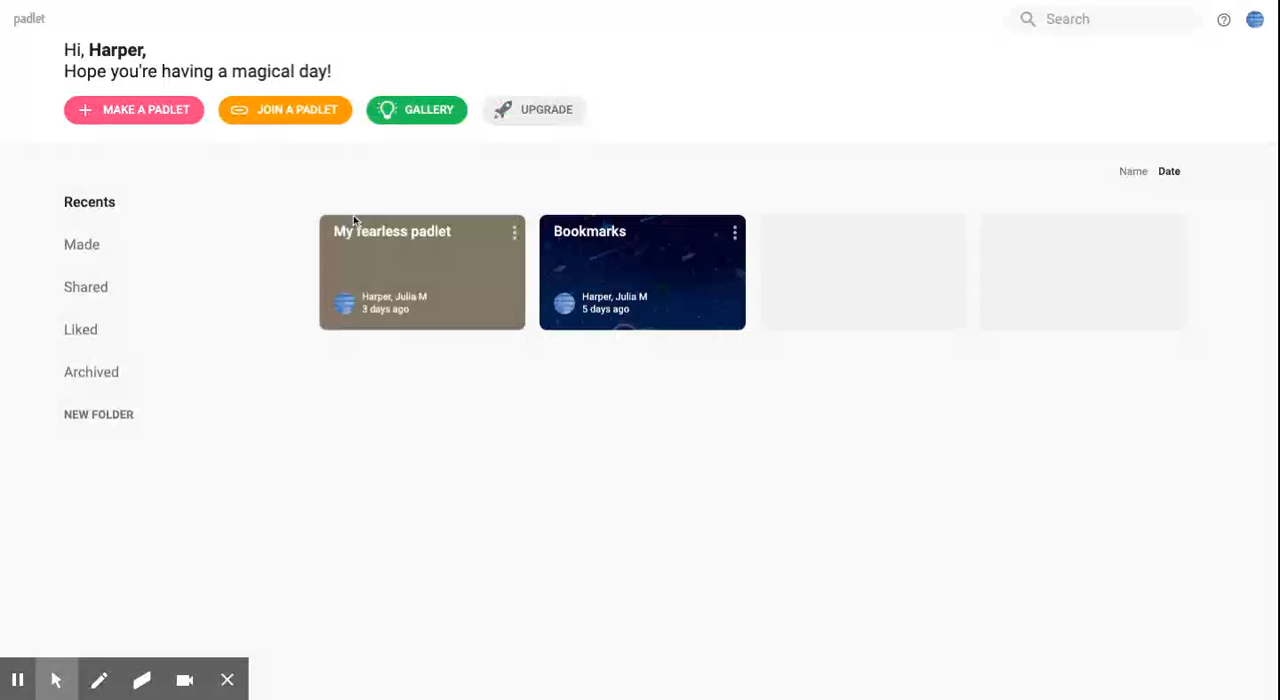 padlet
Search
Hi, Harper,
Hope you're having a magical day!
MAKE A PADLET
JOIN A PADLET
GALLERY
UPGRADE
Name Date
Recents
Made
Shared
Liked
Archived
NEW FOLDER
My fearless padlet
Harper, Julia M
3 days ago
Bookmarks
Harper, Julia M
5 days ago